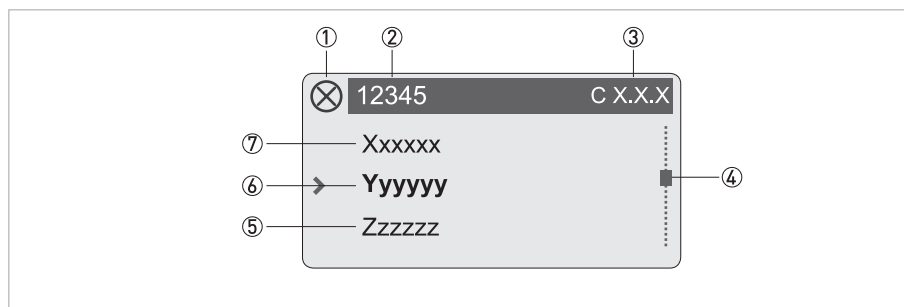 ① ② ③
12345 C X.X.X
⑦ Xxxxxx
⑥ Yyyyyy ④
⑤ Zzzzzz